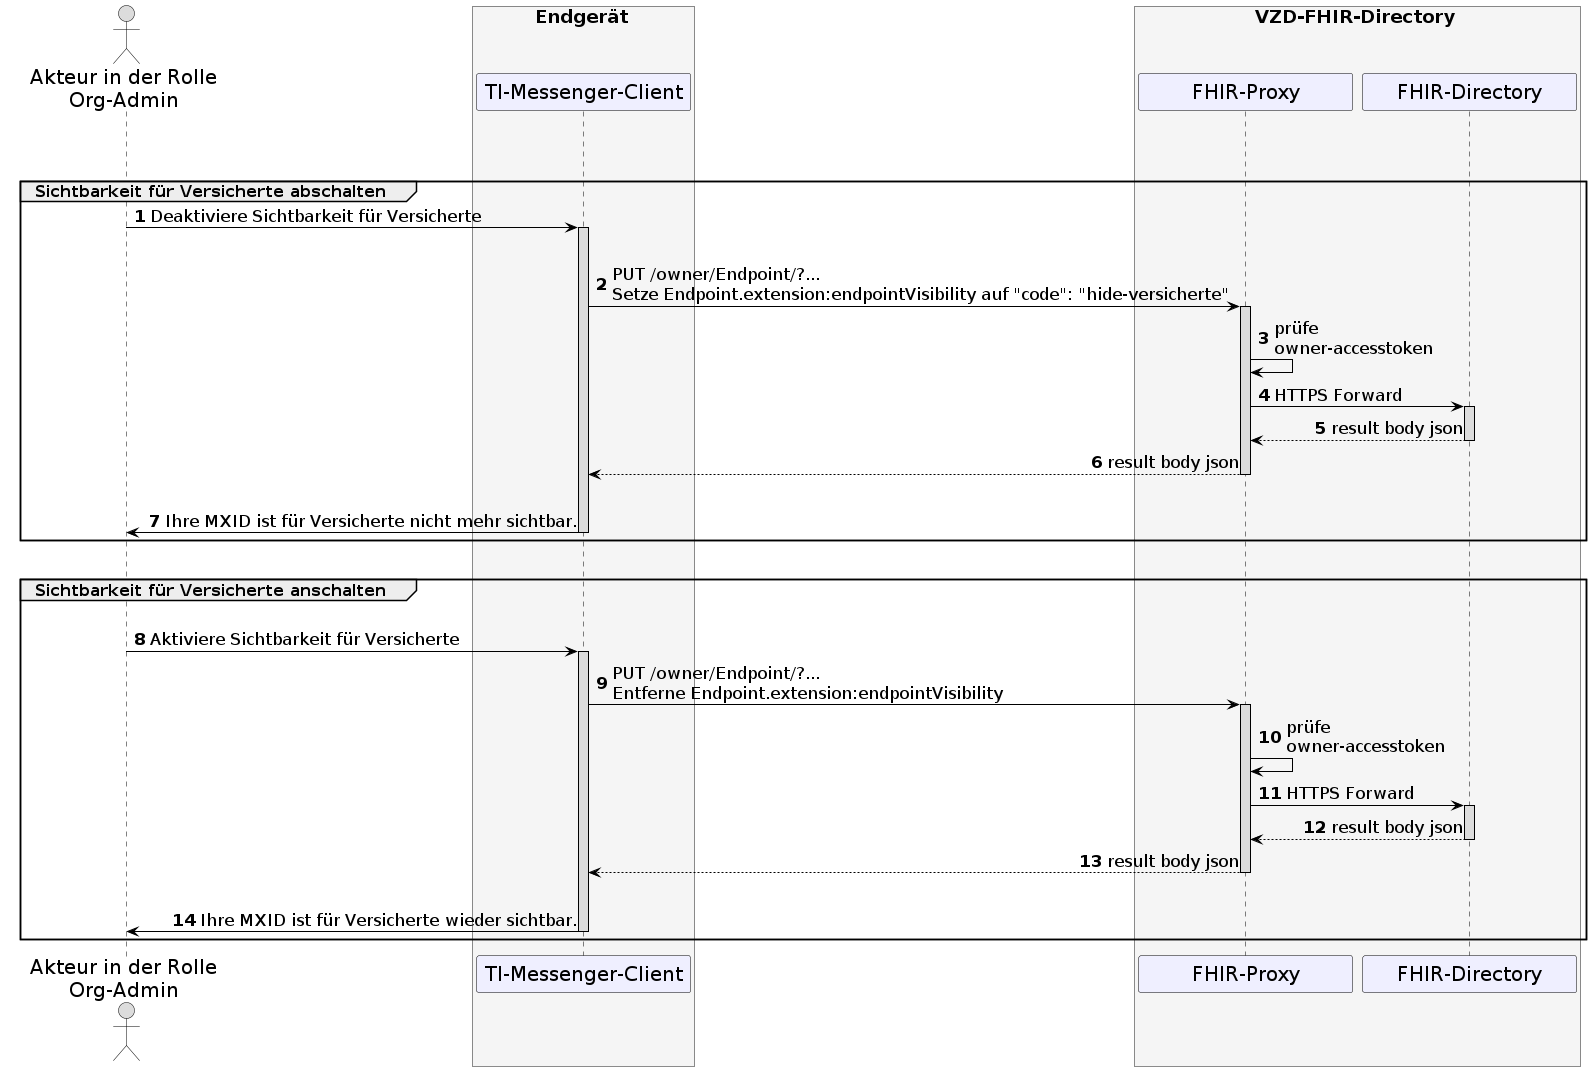 Endgerät
VZD-FHIR-Directory
Akteur in der Rolle
Org-Admin
TI-Messenger-Client
FHIR-Proxy
FHIR-Directory
Sichtbarkeit für Versicherte abschalten
1 Deaktiviere Sichtbarkeit für Versicherte
2 PUT /owner/Endpoint/?...
Setze Endpoint.extension:endpointVisibility auf "code": "hide-versicherte"
3 prüfe
owner-accesstoken
4 HTTPS Forward
5 result body json
6 result body json
7 Ihre MXID ist für Versicherte nicht mehr sichtbar.
Sichtbarkeit für Versicherte anschalten
8 Aktiviere Sichtbarkeit für Versicherte
9 PUT /owner/Endpoint/?...
Entferne Endpoint.extension:endpointVisibility
10 prüfe
owner-accesstoken
11 HTTPS Forward
12 result body json
13 result body json
14 Ihre MXID ist für Versicherte wieder sichtbar.
Akteur in der Rolle
Org-Admin
TI-Messenger-Client
FHIR-Proxy
FHIR-Directory